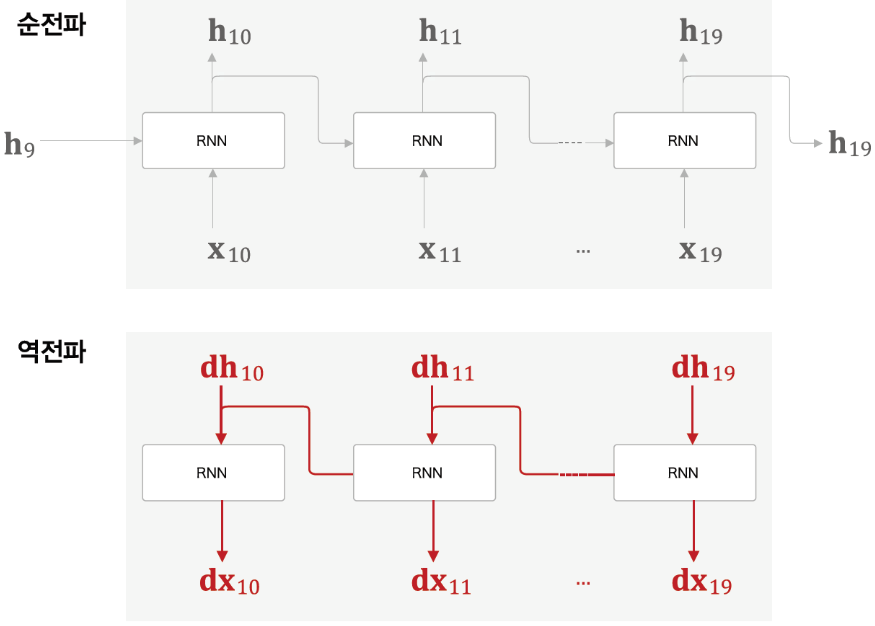 순전파
h10 h11 h19
h9 RNN RNN RNN h19
x10 x11 ... x19
역전파
dh10 dh11 dh19
RNN RNN RNN
dx10 dx11 ... dx19